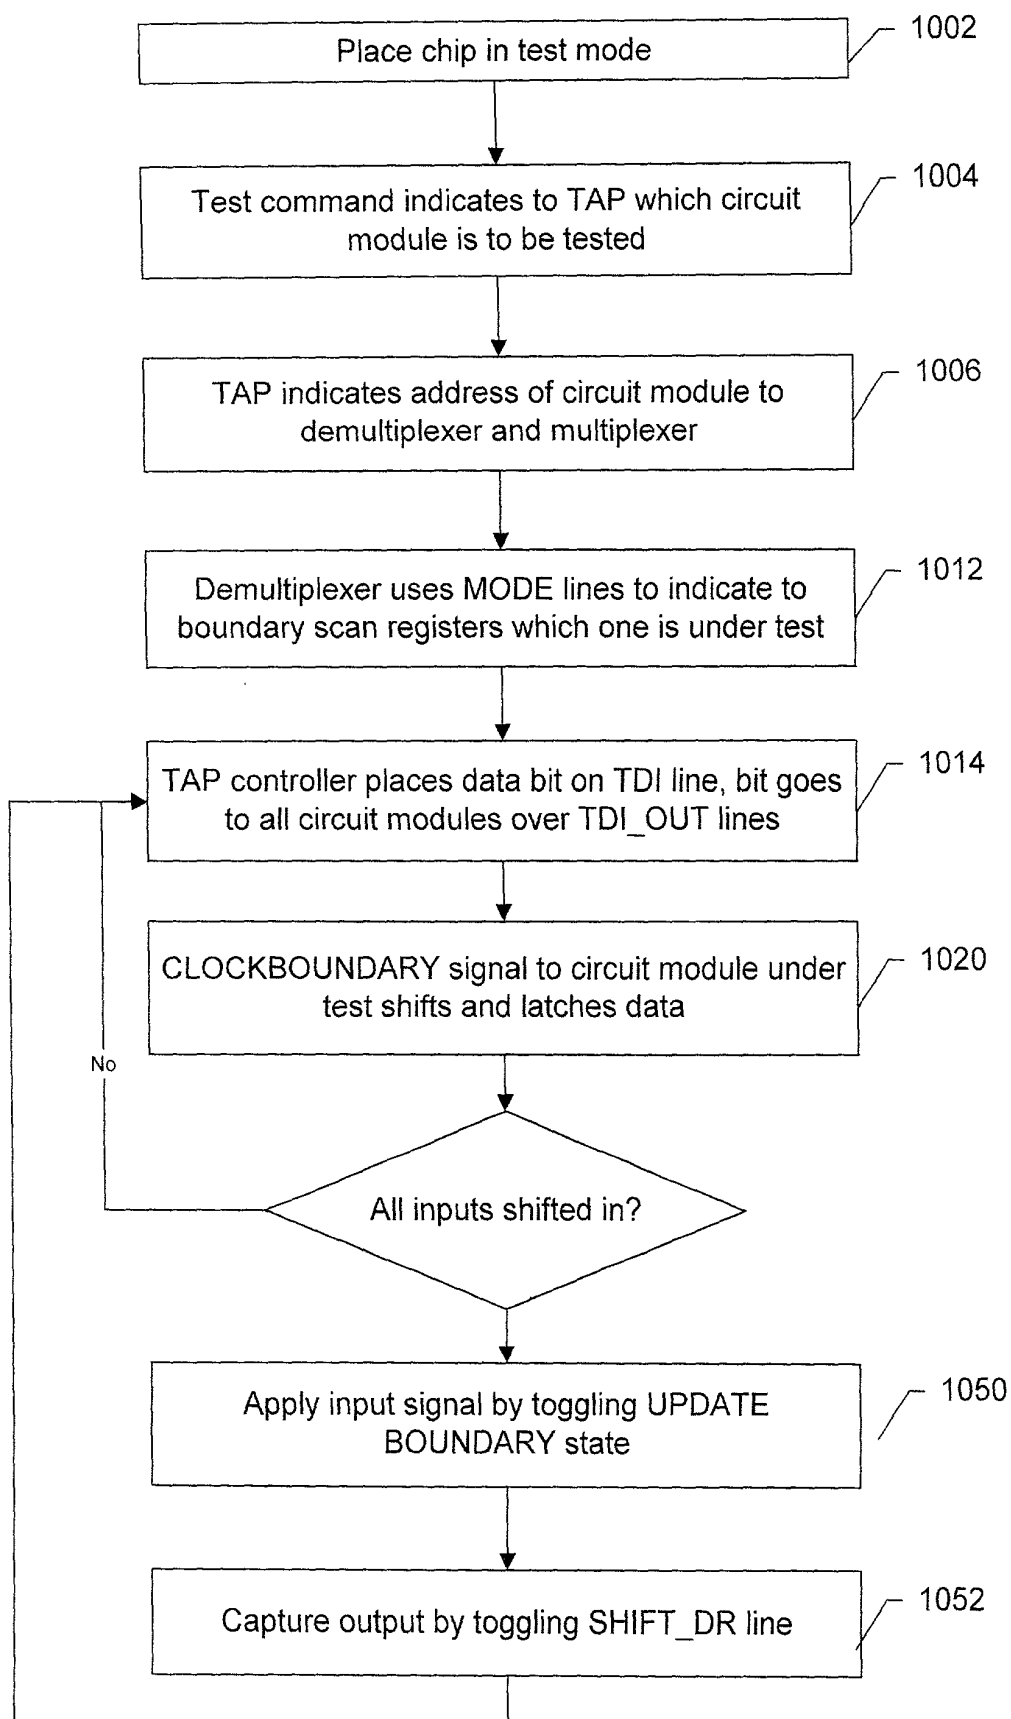 Place chip in test mode
1002
Test command indicates to TAP which circuit
module is to be tested
1004
TAP indicates address of circuit module to
demultiplexer and multiplexer
1006
Demultiplexer uses MODE lines to indicate to
boundary scan registers which one is under test
1012
TAP controller places data bit on TDI line, bit goes
to all circuit modules over TDI_OUT lines
1014
CLOCKBOUNDARY signal to circuit module under
test shifts and latches data
1020
No
All inputs shifted in?
Apply input signal by toggling UPDATE
BOUNDARY state
1050
Capture output by toggling SHIFT_DR line
1052